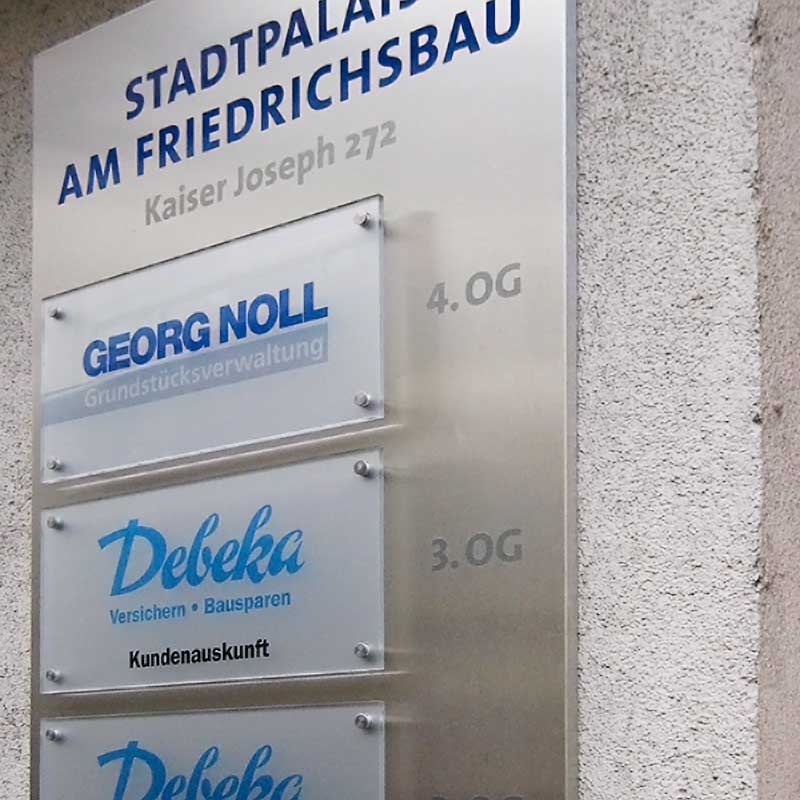 STADTPALAIS
AM FRIEDRICHSBAU
Kaiser Joseph 272
GEORG NOLL
Grundstücksverwaltung
4.OG
Debeka
Versichern • Bausparen
Kundenauskunft
3.OG
Debeka